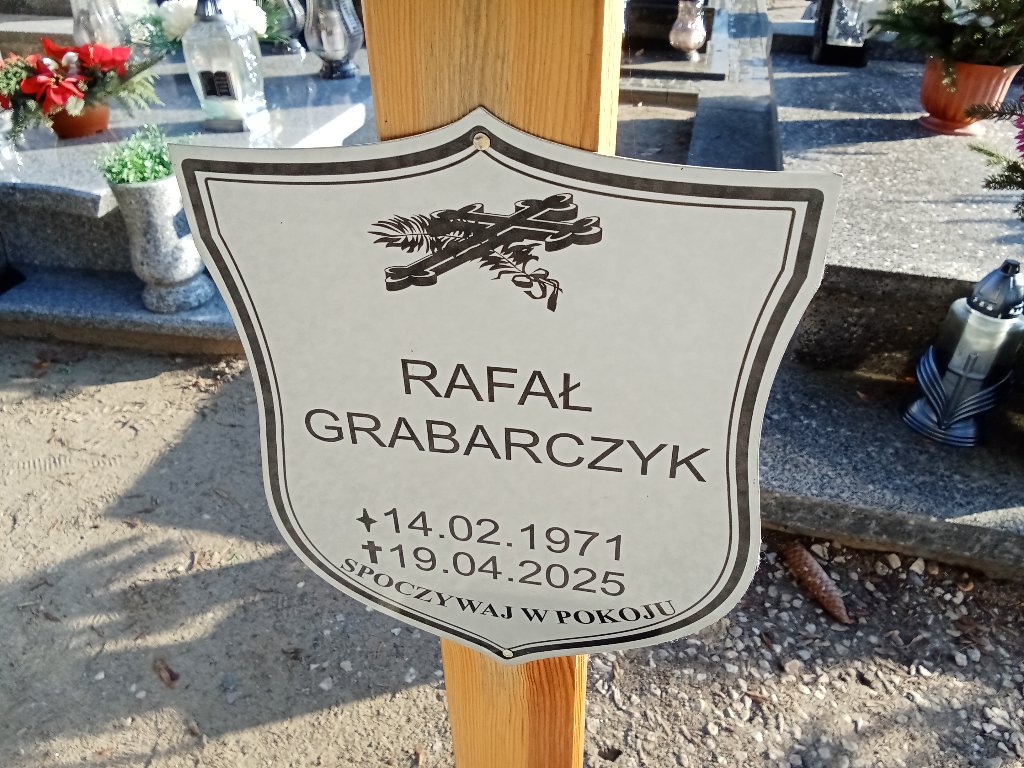 RAFAŁ
GRABARCZYK
14.02.1971
✝19.04.2025
SPOCZYWAJ W POKOJU